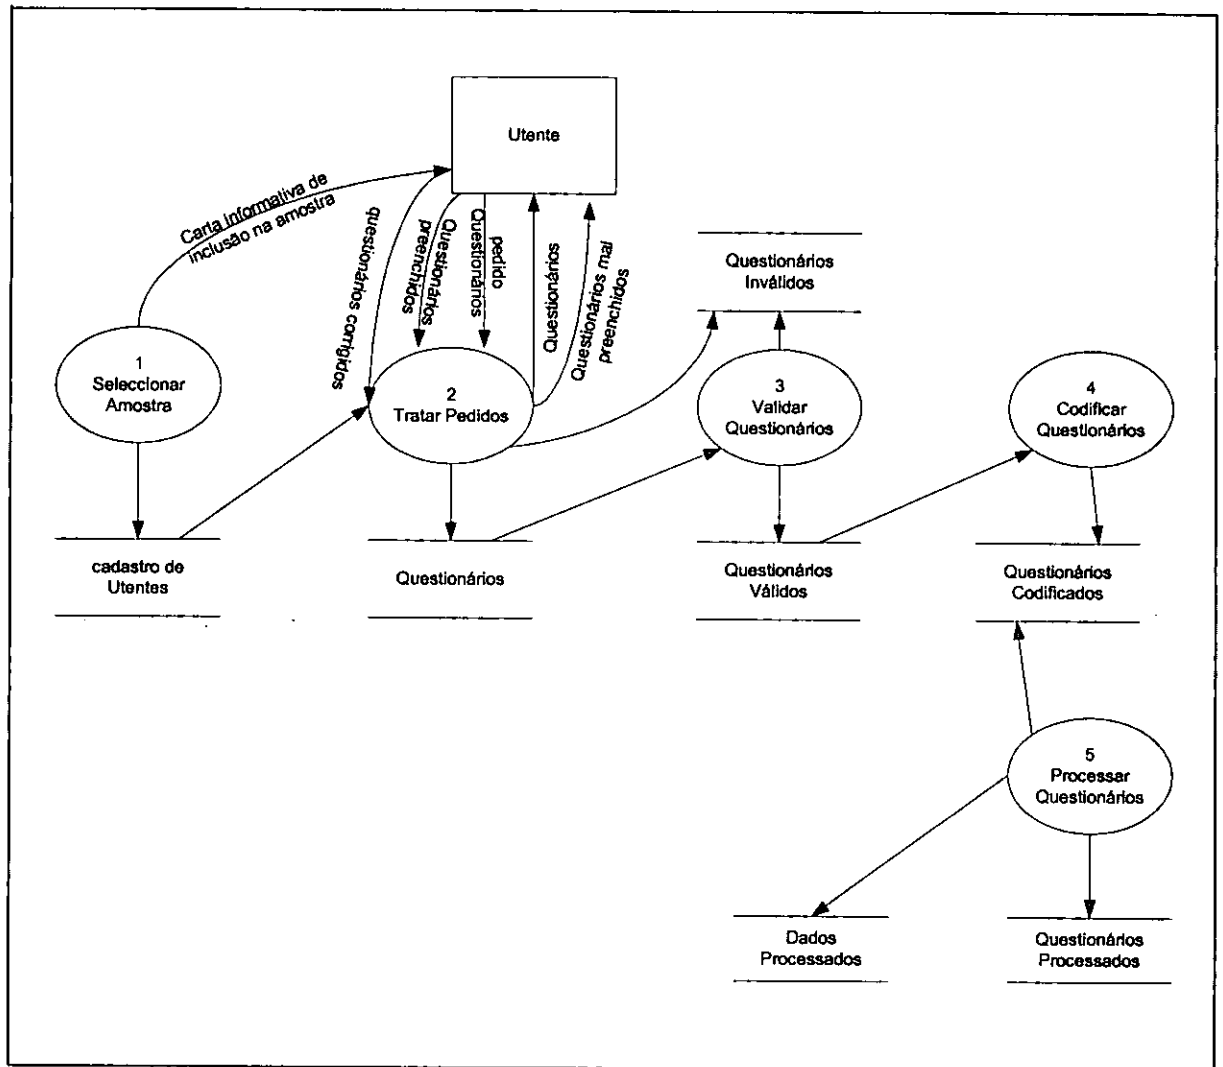 Utente
Carta informativa de
inclusão na amostra
questionários corrigidos
Questionários
preenchidos
pedido
Questionários
Questionários
Questionários mal
preenchidos
Questionários
Inválidos
1
Seleccionar
Amostra
2
Tratar Pedidos
3
Validar
Questionários
4
Codificar
Questionários
cadastro de
Utentes
Questionários
Questionários
Válidos
Questionários
Codificados
5
Processar
Questionários
Dados
Processados
Questionários
Processados